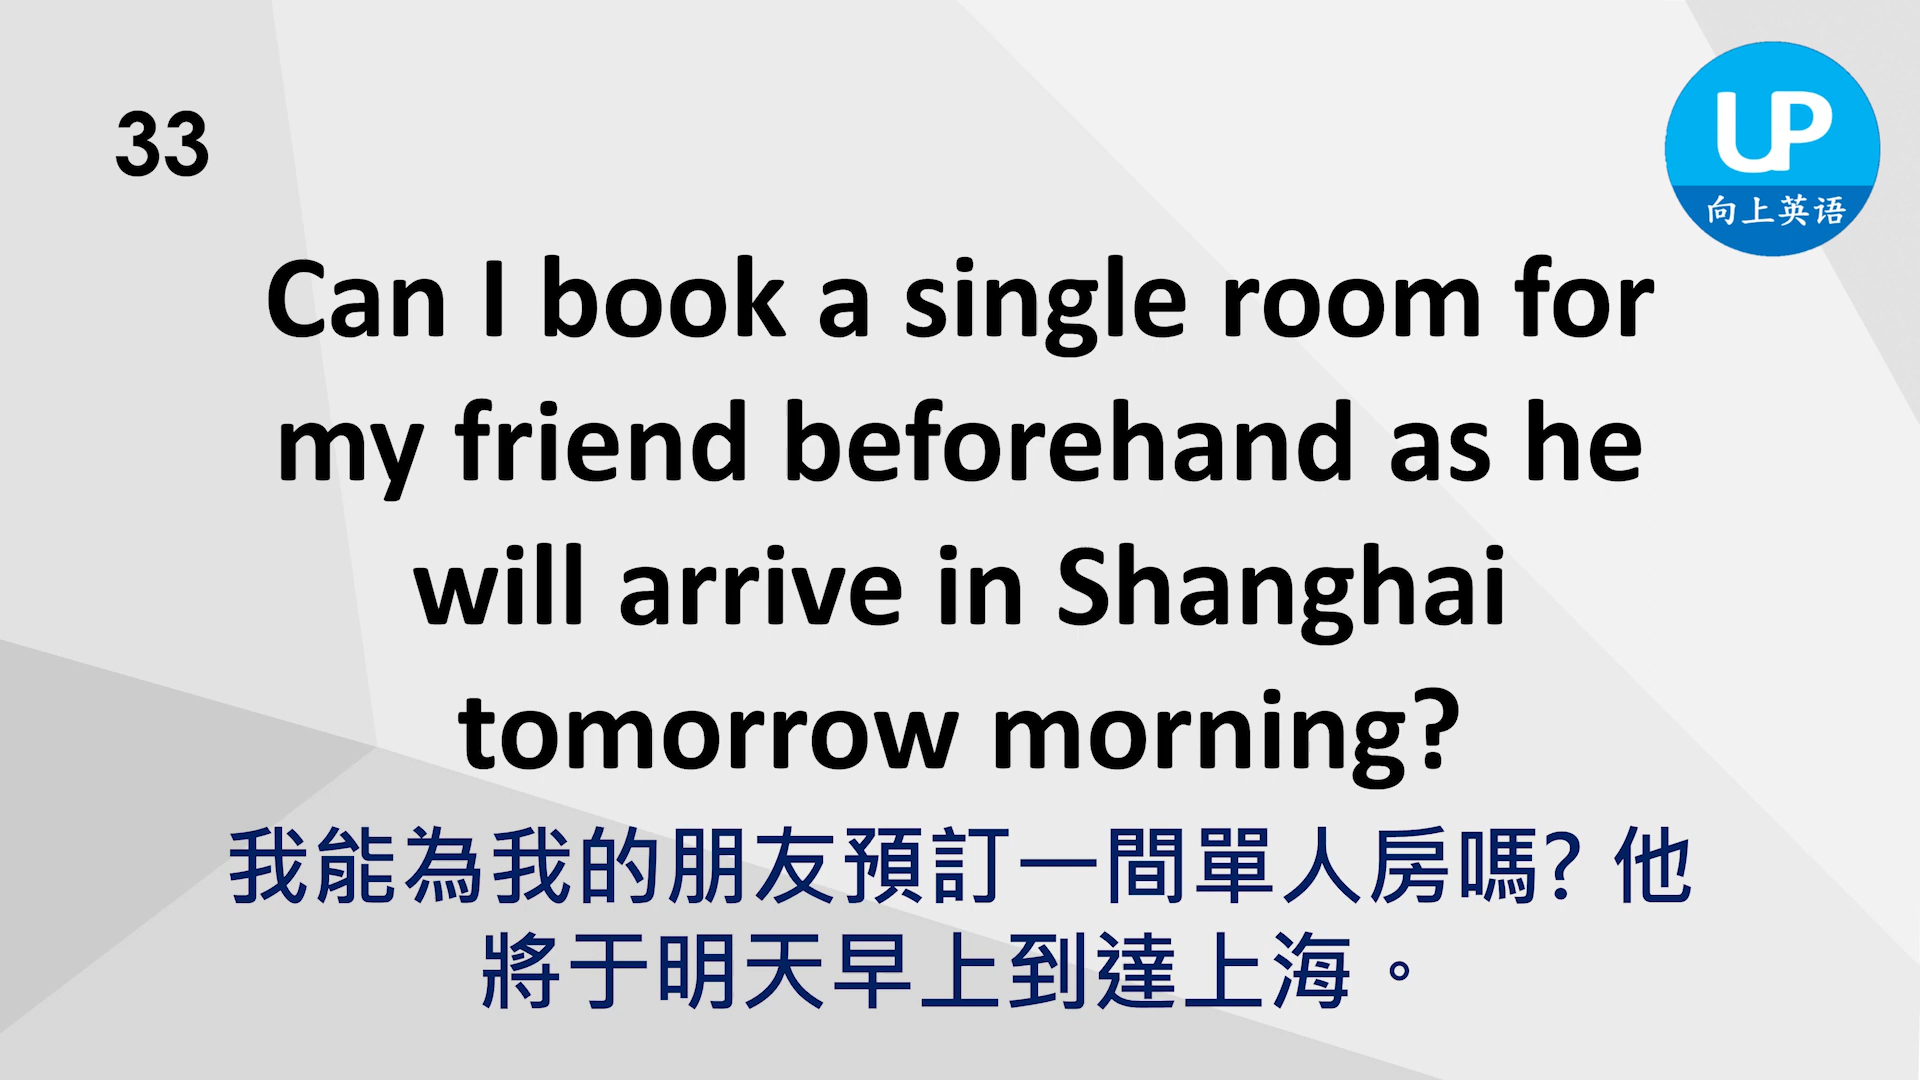 33
UP
向上英语
Can I book a single room for
my friend beforehand as he
will arrive in Shanghai
tomorrow morning?
我能為我的朋友預訂一間單人房嗎? 他
將于明天早上到達上海。